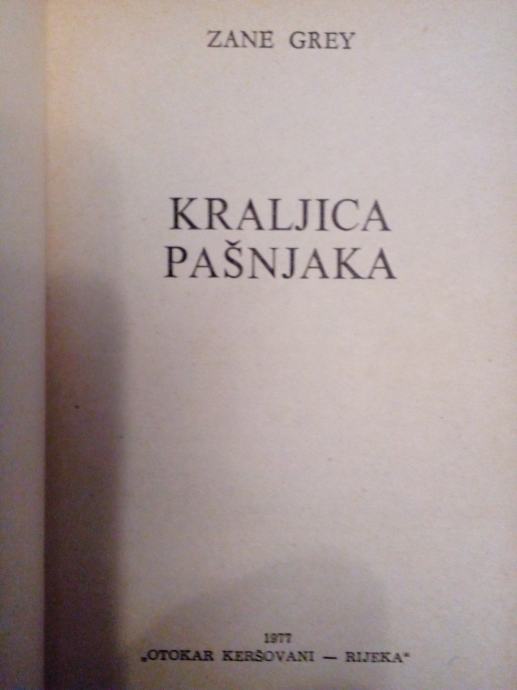 ZANE GREY
KRALJICA
PAŠNJAKA
1977
„OTOKAR KERŠOVANI — RIJEKA“